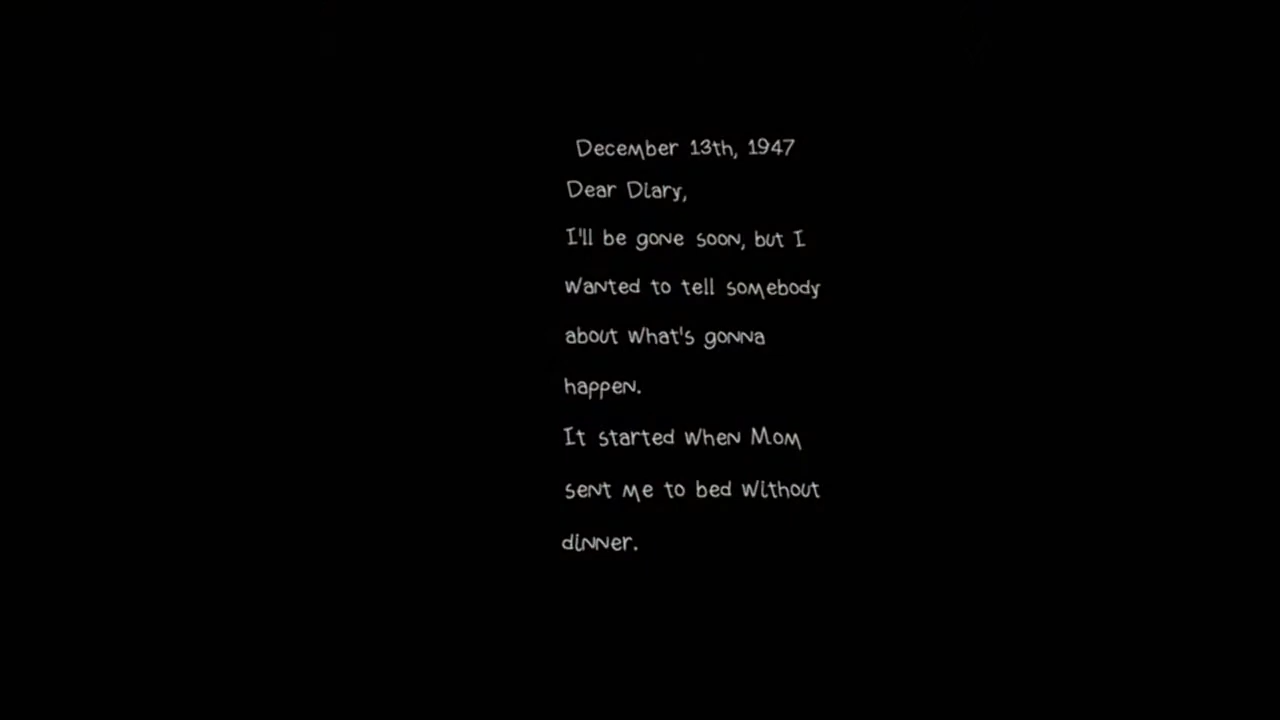 December 13th, 1947
Dear Diary,
I'll be gone soon, but I
wanted to tell somebody
about what's gonna
happen.
It started when Mom
sent me to bed without
dinner.